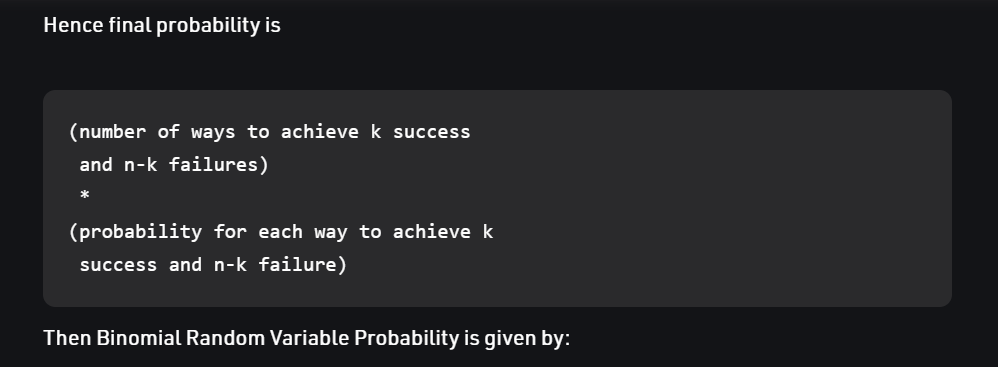 Hence final probability is
(number of ways to achieve k success
and n-k failures)
*
(probability for each way to achieve k
success and n-k failure)
Then Binomial Random Variable Probability is given by: